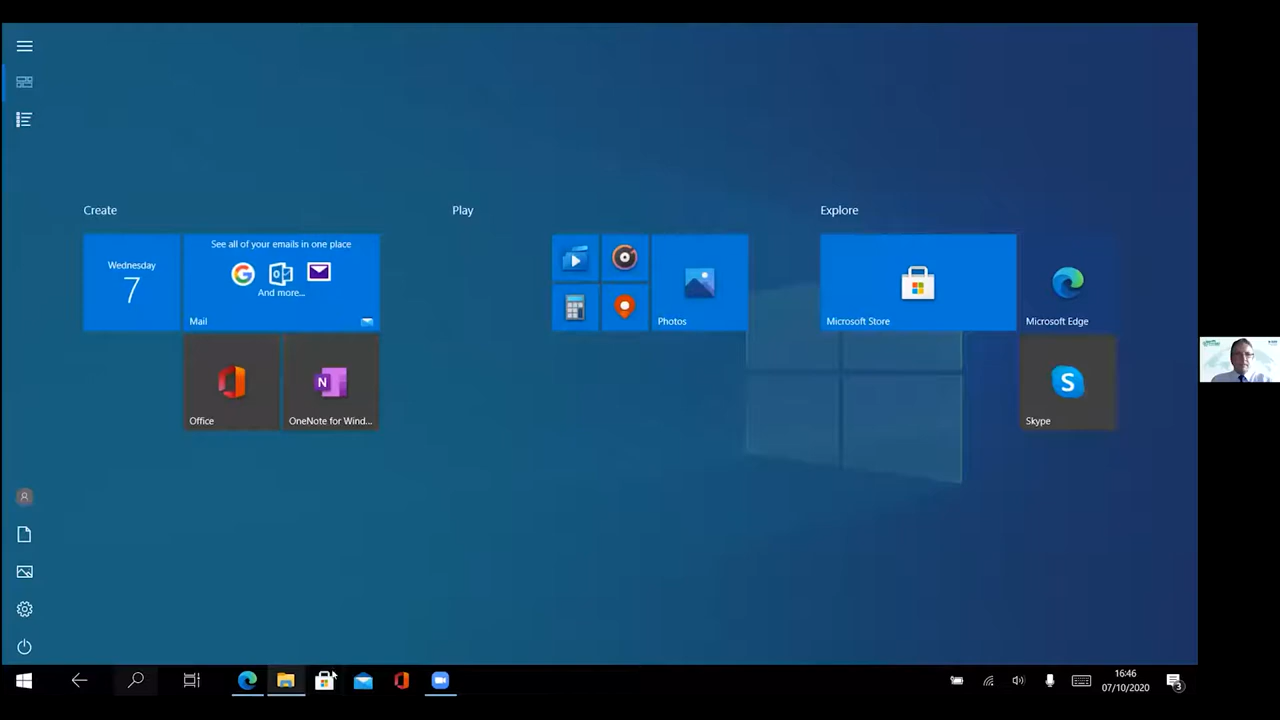 Create
Play
Explore
Wednesday
7
See all of your emails in one place
And more...
Mail
Photos
Microsoft Store
Microsoft Edge
Office
N
OneNote for Wind...
S
Skype
16:46
07/10/2020
3